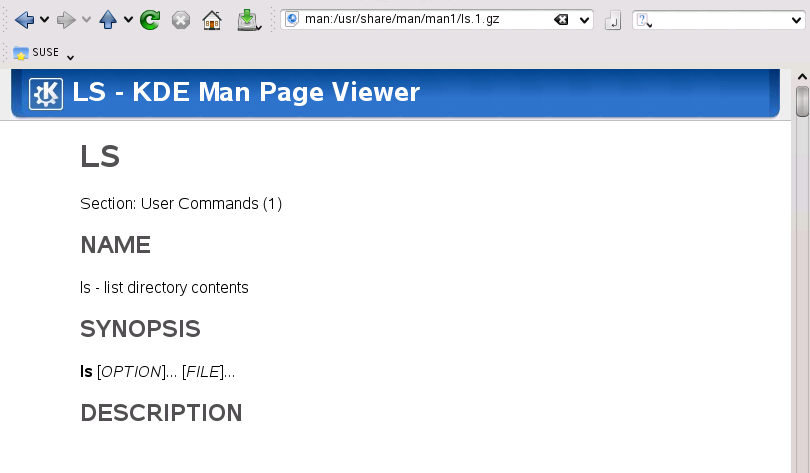 man:/usr/share/man/man1/ls.1.gz
SUSE
LS - KDE Man Page Viewer
LS
Section: User Commands (1)
NAME
ls - list directory contents
SYNOPSIS
ls [OPTION]... [FILE]...
DESCRIPTION